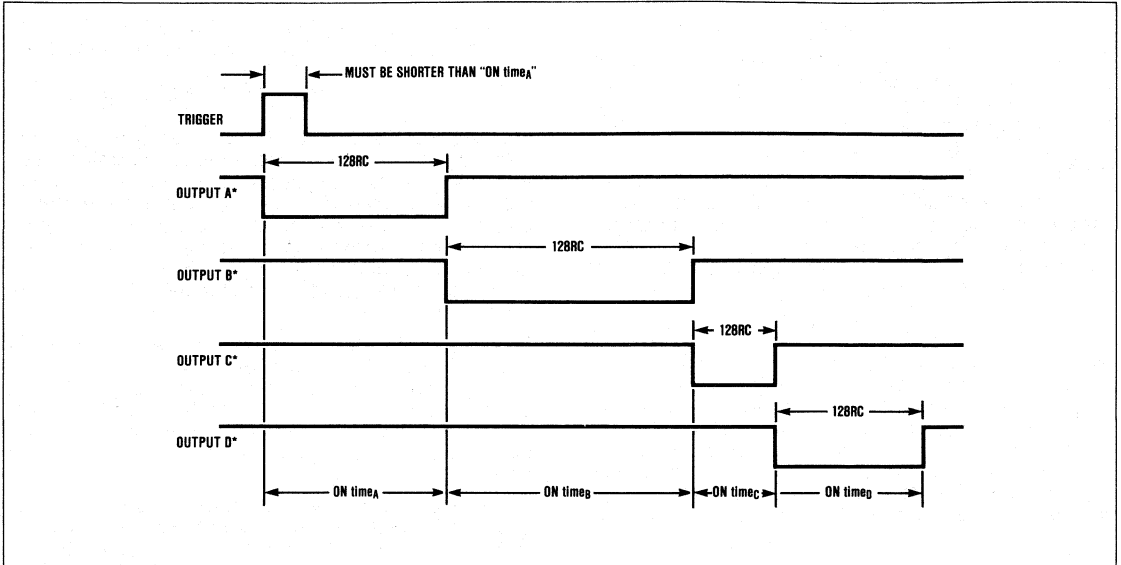 MUST BE SHORTER THAN "ON timeA"
TRIGGER
128RC
OUTPUT A*
128RC
OUTPUT B*
128RC
OUTPUT C*
128RC
OUTPUT D*
ON timeA
ON timeB
ON timeC
ON timeD